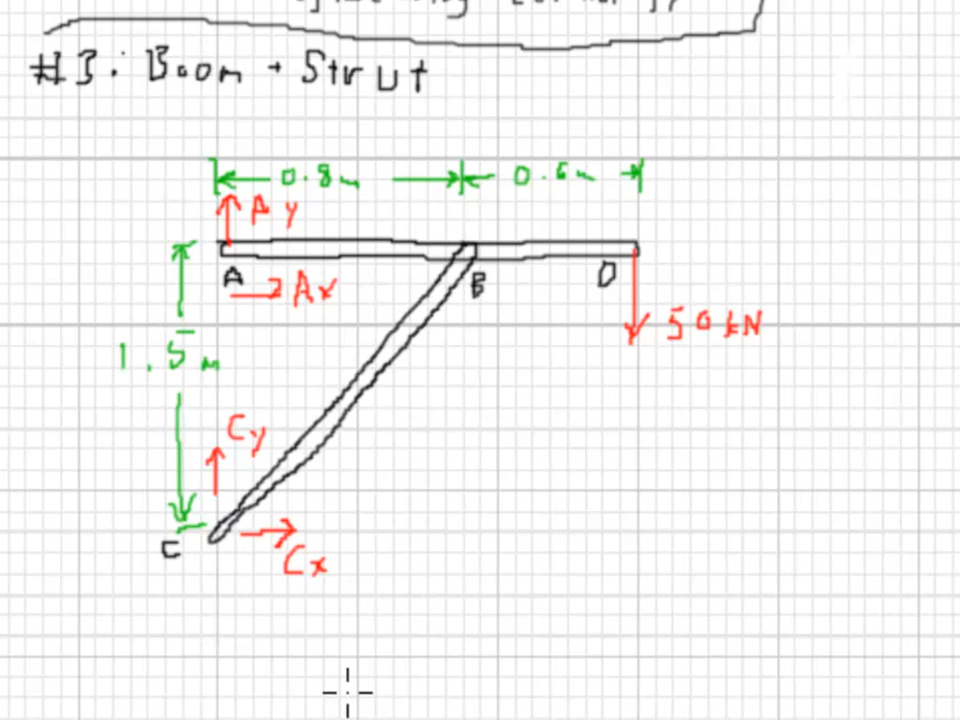 #3: Boom + Strut
0.8m 0.6m
Ay
A B D
Ax
50kN
1.5m
Cy
C
Cx